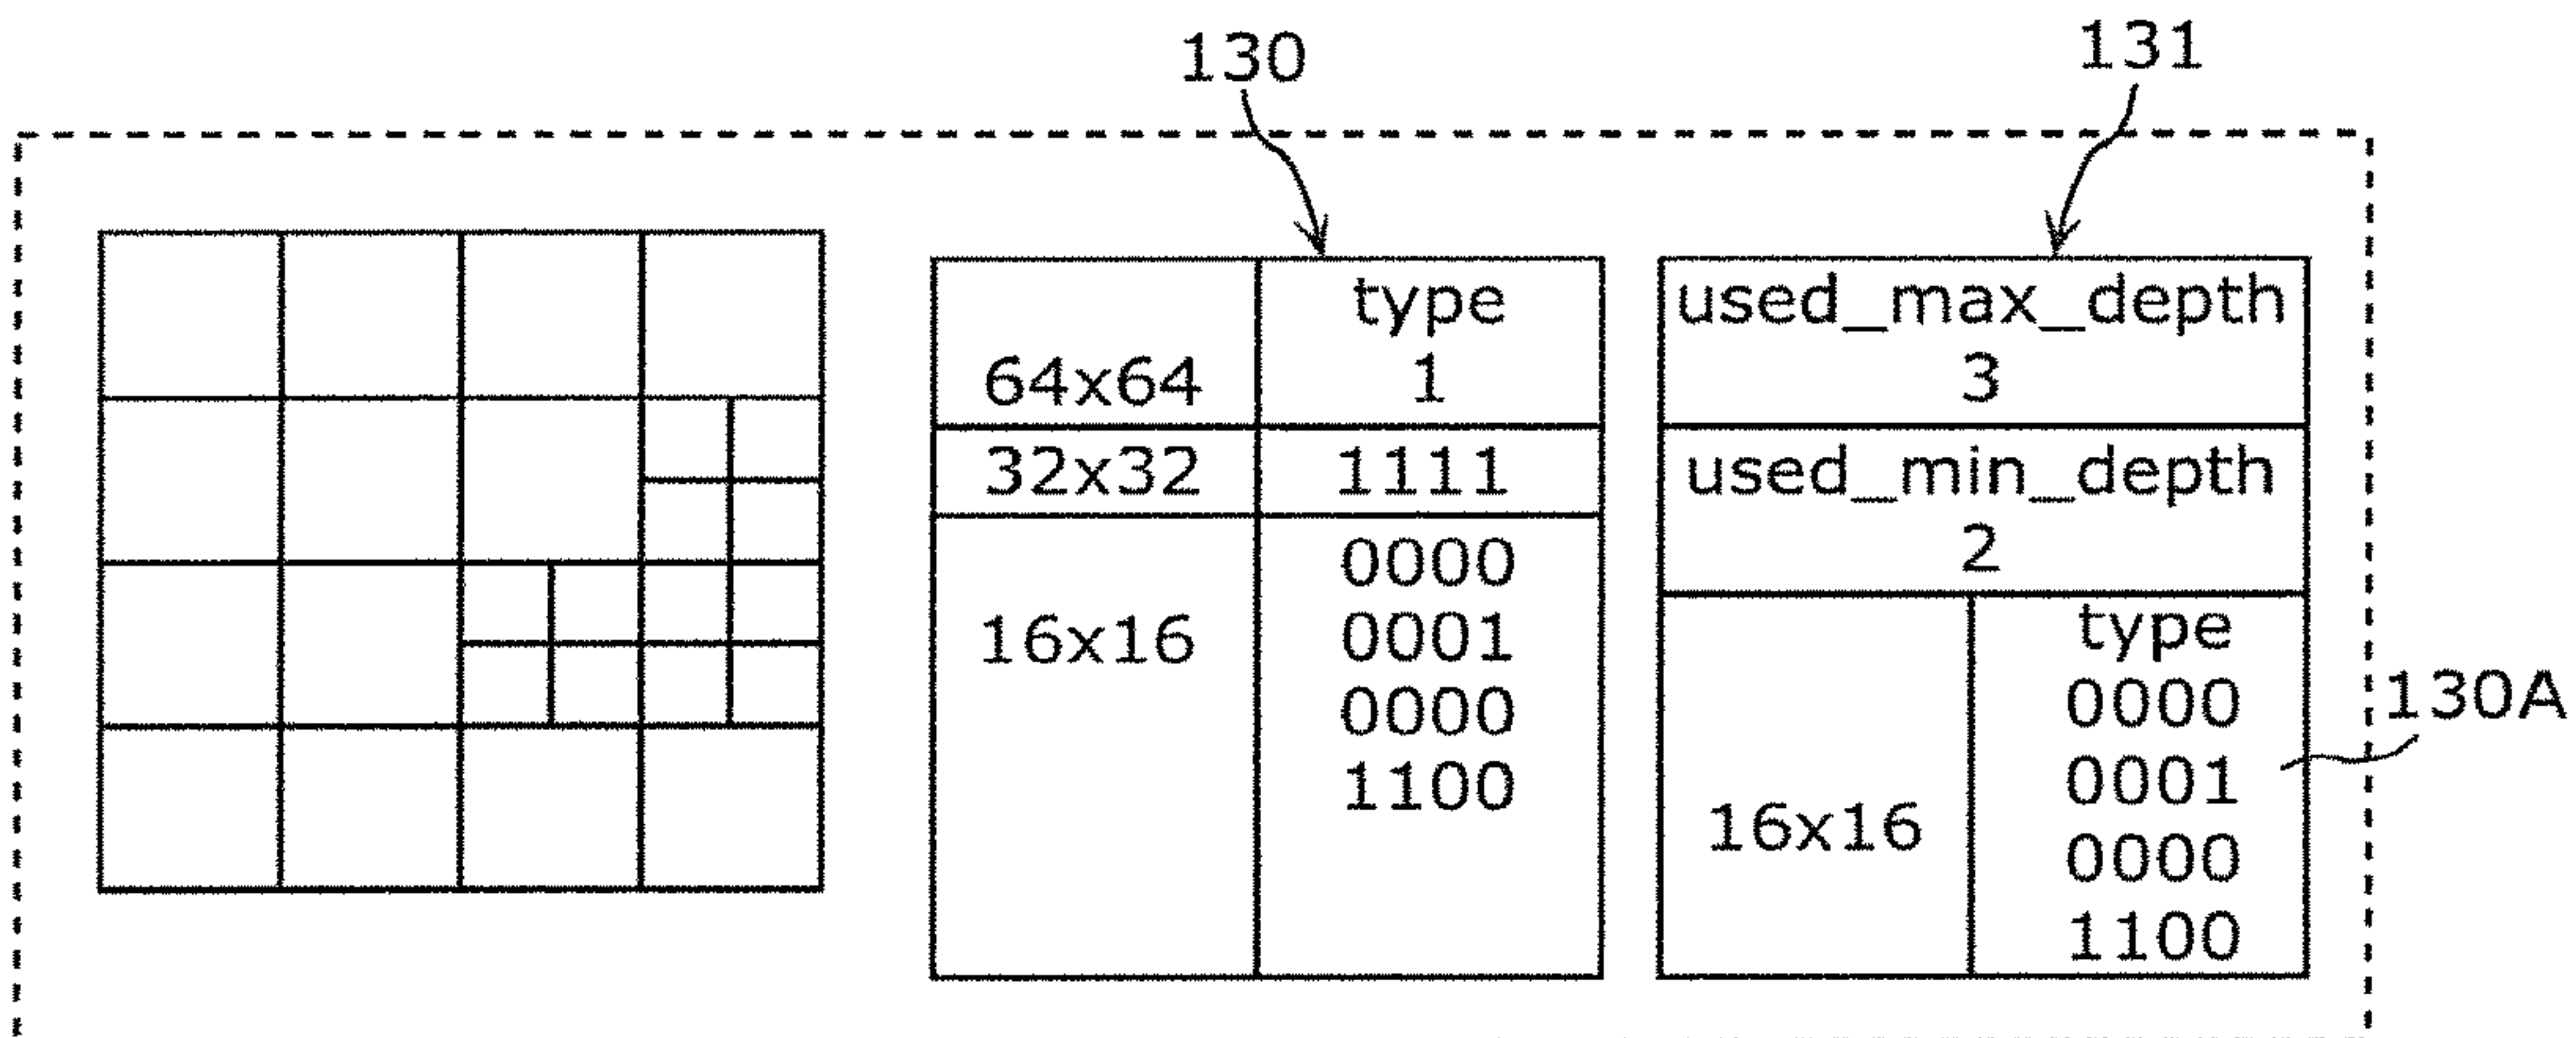 130
131
type
64x64 1
32x32 1111
16x16
0000
0001
0000
1100
used_max_depth
3
used_min_depth
2
16x16
type
0000
0001
0000
1100
130A